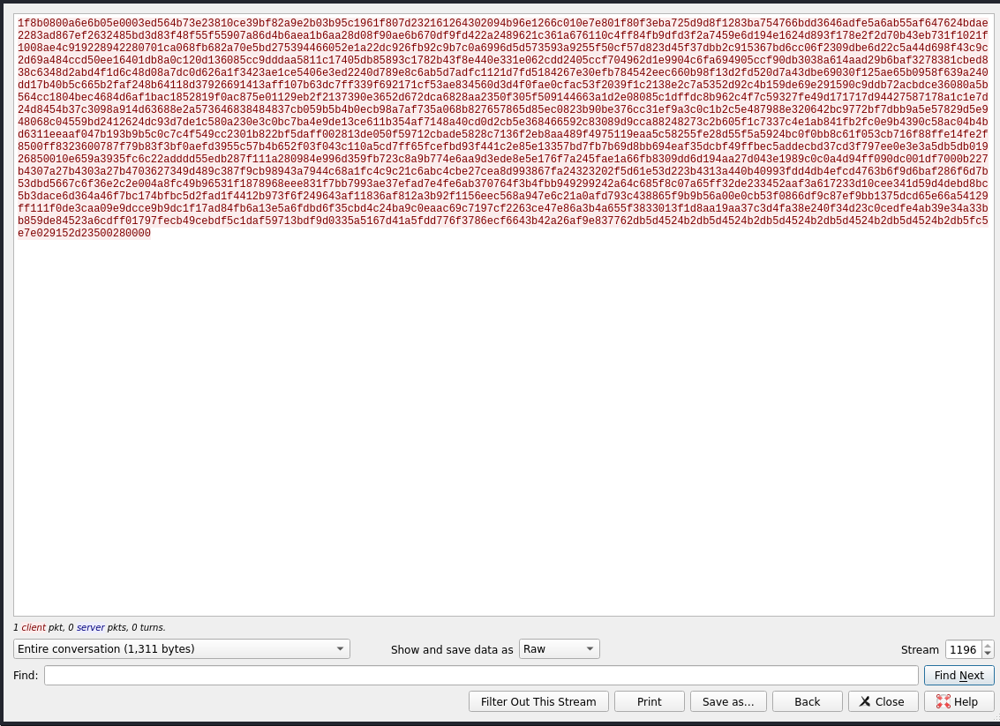 1f8b0800a6e6b05e0003ed564b73e23810ce39bf82a9e2b03b95c1961f807d232161264302094b96e1266c010e7e801f80f3eba725d9d8f1283ba754766bdd3646adfe5a6ab55af647624bdae
2283ad867ef2632485bd3d83f48f55f55907a86d4b6aea1b6aa28d08f90ae6b670df9fd422a2489621c361a676110c4ff84fb9dfd3f2a7459e6d194e1624d893f178e2f2d70b43eb731f1021f
1008ae4c919228942280701ca068fb682a70e5bd275394466052e1a22dc926fb92c9b7c0a6996d5d573593a9255f50cf57d823d45f37dbb2c915367bd6cc06f2309dbe6d22c5a44d698f43c9c
2d69a484ccd50ee16401db8a0c120d136085cc9dddaa5811c17405db85893c1782b43f8e440e331e062cdd2405ccf704962d1e9904c6fa694905ccf90db3038a614aad29b6baf3278381cbed8
38c6348d2abd4f1d6c48d08a7dc0d626a1f3423ae1ce5406e3ed2240d789e8c6ab5d7adfc1121d7fd5184267e30efb784542eec660b98f13d2fd520d7a43dbe69030f125ae65b0958f639a240
dd17b40b5c665b2faf248b64118d37926691413aff107b63dc7ff339f692171cf53ae834560d3d4f0fae0cfac53f2039f1c2138e2c7a5352d92c4b159de69e291590c9ddb72acbdce36080a5b
564cc1804bec4684d6af1bac1852819f0ac875e01129eb2f2137390e3652d672dca6828aa2350f305f509144663a1d2e08085c1dffdc8b962c4f7c59327fe49d171717d94427587178a1c1e7d
24d8454b37c3098a914d63688e2a573646838484837cb059b5b4b0ecb98a7af735a068b827657865d85ec0823b90be376cc31ef9a3c0c1b2c5e487988e320642bc9772bf7dbb9a5e57829d5e9
48068c04559bd2412624dc93d7de1c580a230e3c0bc7ba4e9de13ce611b354af7148a40cd0d2cb5e368466592c830889d9cca88248273c2b605f1c7337c4e1ab841fb2fc0e9b4390c58ac04b4b
d6311eeaaf047b193b9b5c0c7c4f549cc2301b822bf5daff002813de050f59712cbade5828c7136f2eb8aa489f4975119eaa5c58255fe28d55f5a5924bc0f0bb8c61f053cb716f88ffe14fe2f
8500ff8323600787f79b83f3bf0aefd3955c57b4b652f03f043c110a5cd7ff65fcefbd93f441c2e85e13357bd7fb7b69d8bb694eaf35dcbf49ffbec5addecbd37cd3f797ee0e3e3a5db5db019
26850010e659a3935fc6c22adddd55edb287f111a280984e996d359fb723c8a9b774e6aa9d3ede8e5e176f7a245fae1a66fb8309dd6d194aa27d043e1989c0c0a4d94ff090dc001df7000b227
b4307a27b4303a27b4703627349d489c387f9cb98943a7944c68a1fc4c9c21c6abc4cbe27cea8d993867fa24323202f5d61e53d223b4313a440b40993fdd4db4efcd4763b6f9d6baf286f6d7b
53dbd5667c6f36e2c2e004a8fc49b96531f1878968eee831f7bb7993ae37efad7e4fe6ab370764f3b4fbb949299242a64c685f8c07a65ff32de233452aaf3a617233d10cee341d59d4debd8bc
5b3dace6d364a46f7bc174bfbc5d2fad1f4412b973f6f249643af11836af812a3b92f1156eec568a947e6c21a0afd793c438865f9b9b56a00e0cb53f0866df9c87ef9bb1375dcd65e66a54129
ff111f0de3caa09e9dcce9b9dc1f17ad84fb6a13e5a6fdbd6f35cbd4c24ba9c0eaac69c7197cf2263ce47e86a3b4a655f3833013f1d8aa19aa37c3d4fa38e240f34d23c0cedfe4ab39e34a33b
b859de84523a6cdff01797fecb49cebdf5c1daf59713bdf9d0335a5167d41a5fdd776f3786ecf6643b42a26af9e837762db5d4524b2db5d4524b2db5d4524b2db5d4524b2db5d4524b2db5fc5
e7e029152d23500280000
1 client pkt, 0 server pkts, 0 turns.
Entire conversation (1,311 bytes) Show and save data as Raw Stream 1196
Find: Find Next
Filter Out This Stream Print Save as… Back Close Help